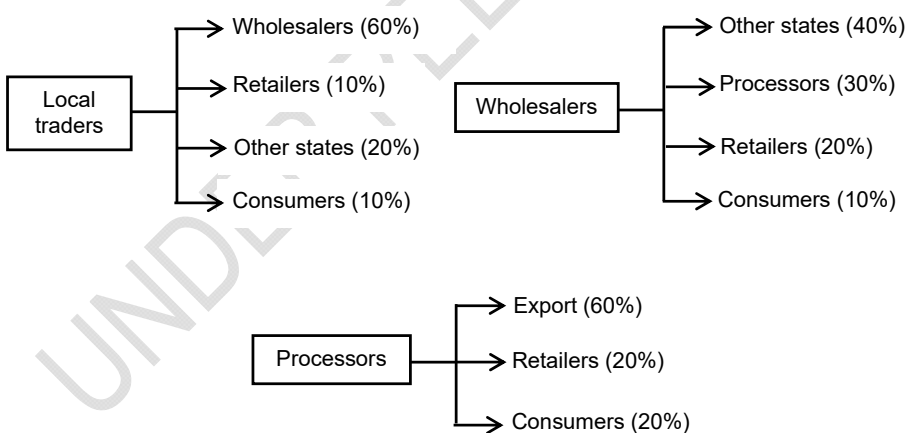 Local
traders
Wholesalers (60%)
Retailers (10%)
Other states (20%)
Consumers (10%)
Wholesalers
Other states (40%)
Processors (30%)
Retailers (20%)
Consumers (10%)
Processors
Export (60%)
Retailers (20%)
Consumers (20%)